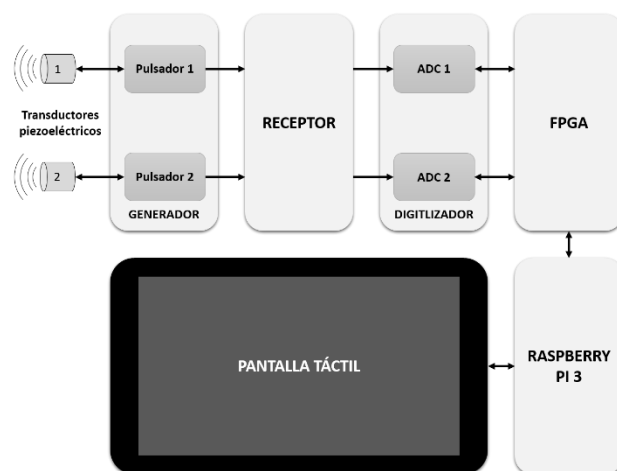 1
Pulsador 1
ADC 1
Transductores
piezoeléctricos
RECEPTOR
FPGA
2
Pulsador 2
ADC 2
GENERADOR
DIGITLIZADOR
PANTALLA TÁCTIL
RASPBERRY
PI 3